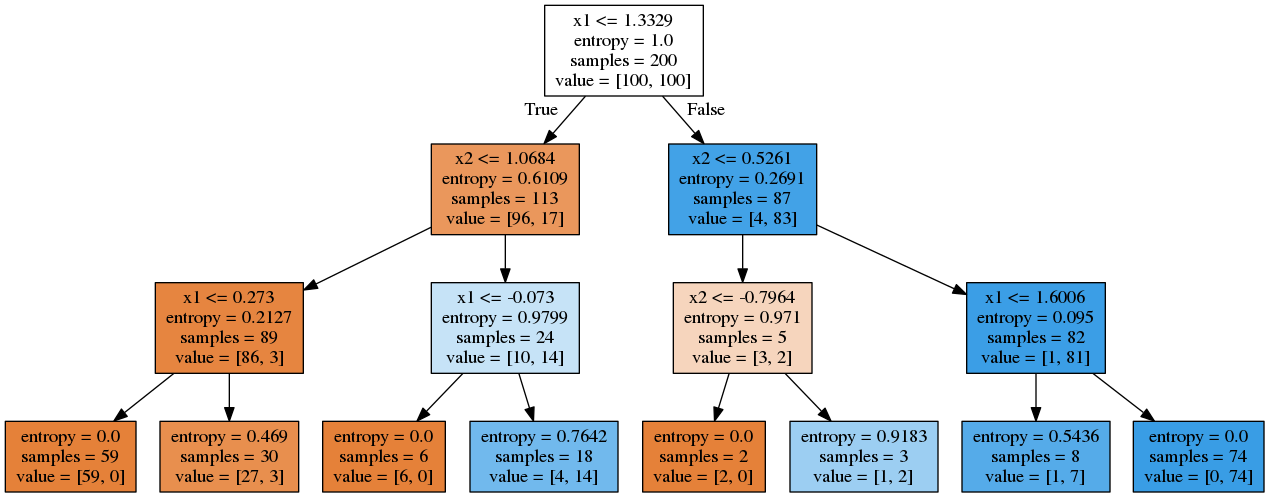 x1 <= 1.3329
entropy = 1.0
samples = 200
value = [100, 100]
True
False
x2 <= 1.0684
entropy = 0.6109
samples = 113
value = [96, 17]
x2 <= 0.5261
entropy = 0.2691
samples = 87
value = [4, 83]
x1 <= 0.273
entropy = 0.2127
samples = 89
value = [86, 3]
x1 <= -0.073
entropy = 0.9799
samples = 24
value = [10, 14]
x2 <= -0.7964
entropy = 0.971
samples = 5
value = [3, 2]
x1 <= 1.6006
entropy = 0.095
samples = 82
value = [1, 81]
entropy = 0.0
samples = 59
value = [59, 0]
entropy = 0.469
samples = 30
value = [27, 3]
entropy = 0.0
samples = 6
value = [6, 0]
entropy = 0.7642
samples = 18
value = [4, 14]
entropy = 0.0
samples = 2
value = [2, 0]
entropy = 0.9183
samples = 3
value = [1, 2]
entropy = 0.5436
samples = 8
value = [1, 7]
entropy = 0.0
samples = 74
value = [0, 74]